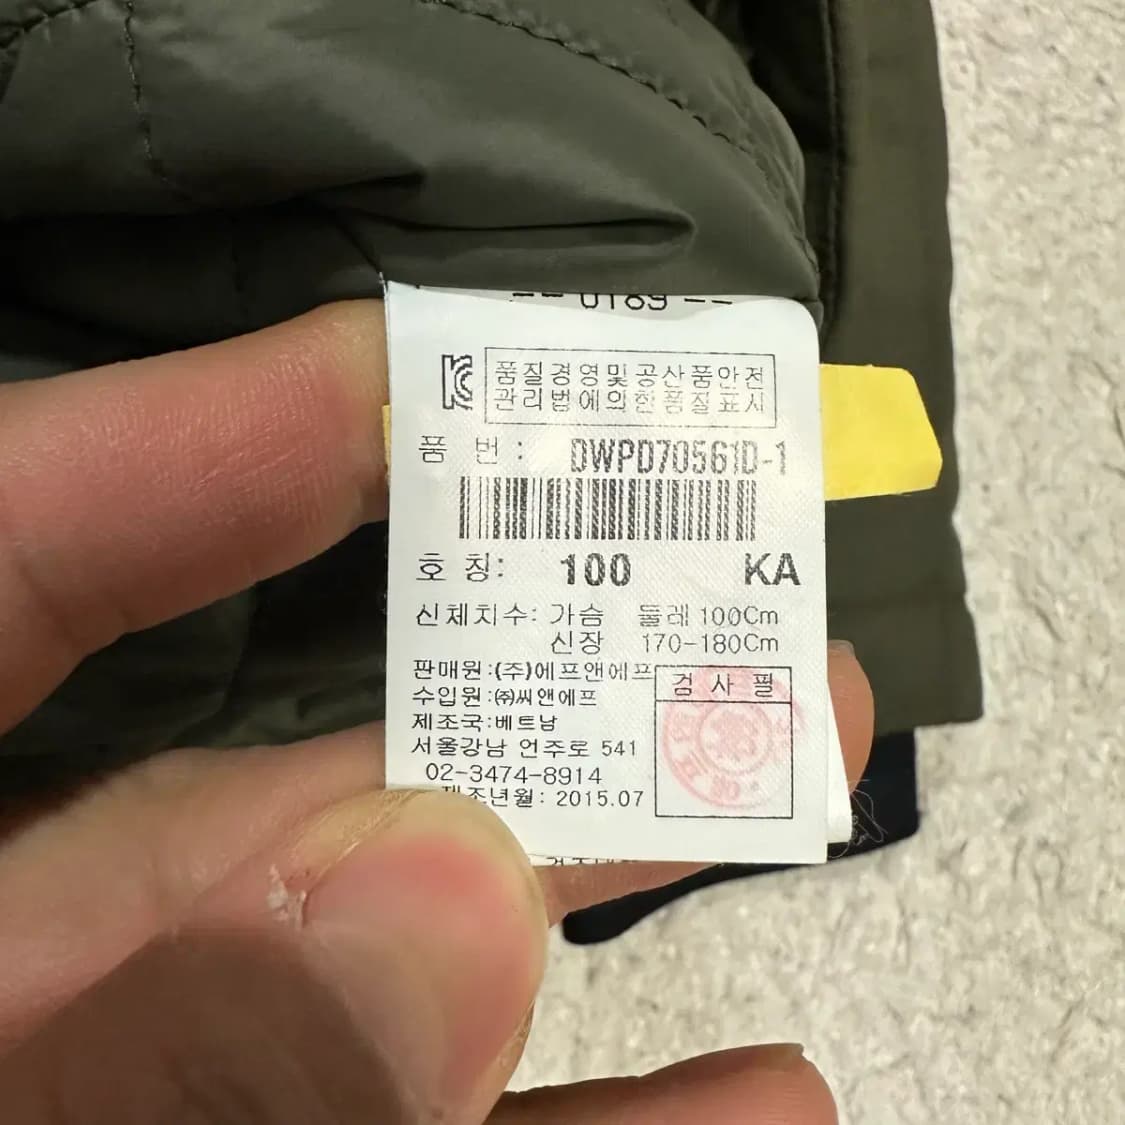 -- 0189 --
품질경영및공산품안전
관리법에의한품질표시
품 번 : DWPD70561D-1
호 칭: 100 KA
신체치수: 가슴 둘레 100Cm
신장 170-180Cm
판매원:(주)에프앤에프
수입원:㈜씨앤에프
제조국:베트남
서울강남 언주로 541
02-3474-8914
제조년월: 2015.07
검 사 필